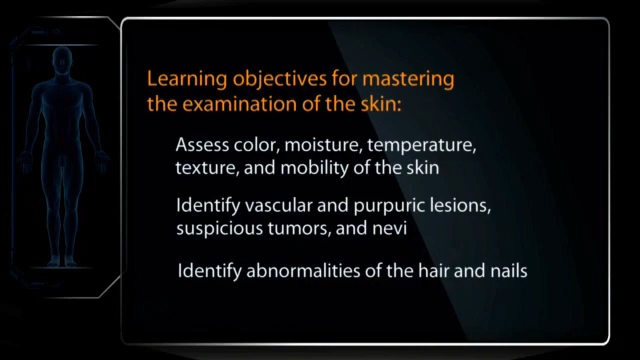 Learning objectives for mastering
the examination of the skin:
Assess color, moisture, temperature,
texture, and mobility of the skin
Identify vascular and purpuric lesions,
suspicious tumors, and nevi
Identify abnormalities of the hair and nails